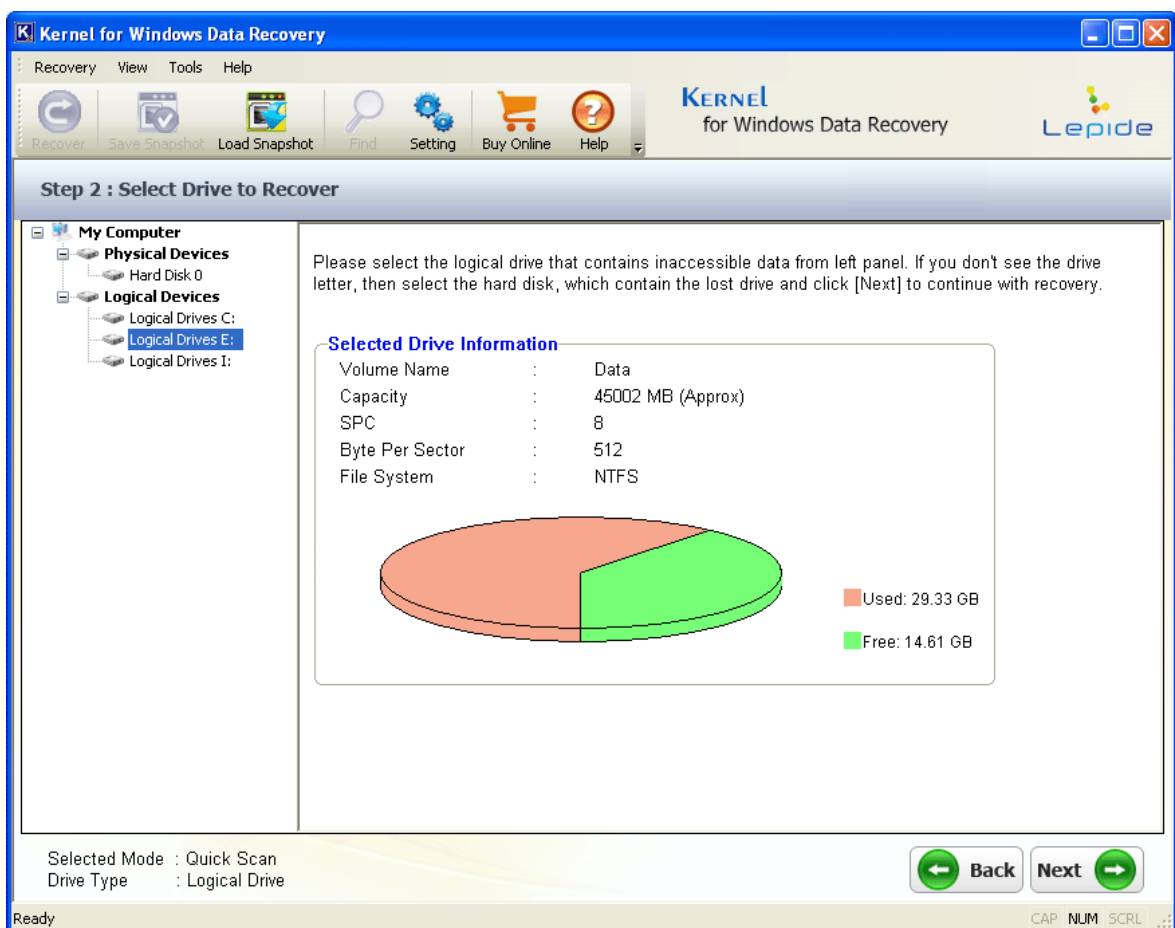 Kernel for Windows Data Recovery
Recovery View Tools Help
Recover Save Snapshot Load Snapshot Find Setting Buy Online Help
KERNEL
for Windows Data Recovery
Lepide
Step 2 : Select Drive to Recover
My Computer
Physical Devices
Hard Disk 0
Logical Devices
Logical Drives C:
Logical Drives E:
Logical Drives I:
Please select the logical drive that contains inaccessible data from left panel. If you don't see the drive
letter, then select the hard disk, which contain the lost drive and click [Next] to continue with recovery.
Selected Drive Information
Volume Name : Data
Capacity : 45002 MB (Approx)
SPC : 8
Byte Per Sector : 512
File System : NTFS
Used: 29.33 GB
Free: 14.61 GB
Selected Mode : Quick Scan
Drive Type : Logical Drive
Back Next
Ready
CAP NUM SCRL